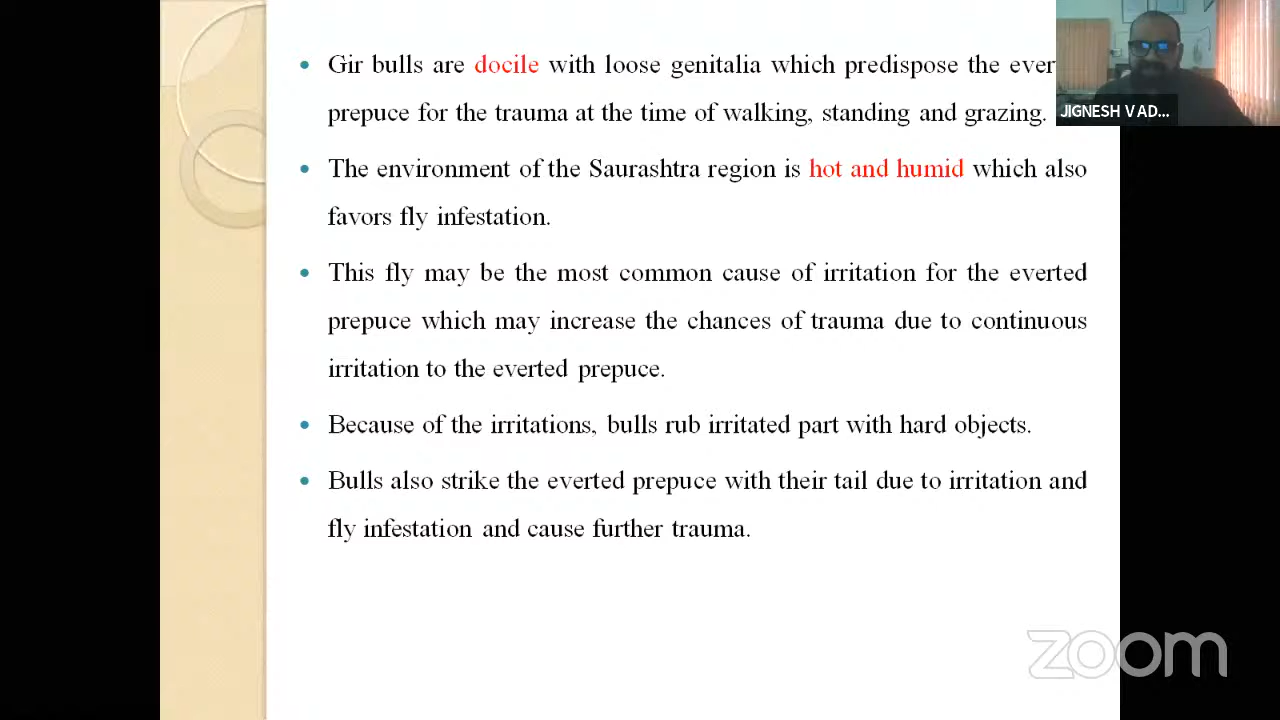 Gir bulls are docile with loose genitalia which predispose the ever
prepuce for the trauma at the time of walking, standing and grazing.
JIGNESH V AD...
The environment of the Saurashtra region is hot and humid which also
favors fly infestation.
This fly may be the most common cause of irritation for the everted
prepuce which may increase the chances of trauma due to continuous
irritation to the everted prepuce.
Because of the irritations, bulls rub irritated part with hard objects.
Bulls also strike the everted prepuce with their tail due to irritation and
fly infestation and cause further trauma.
zoom